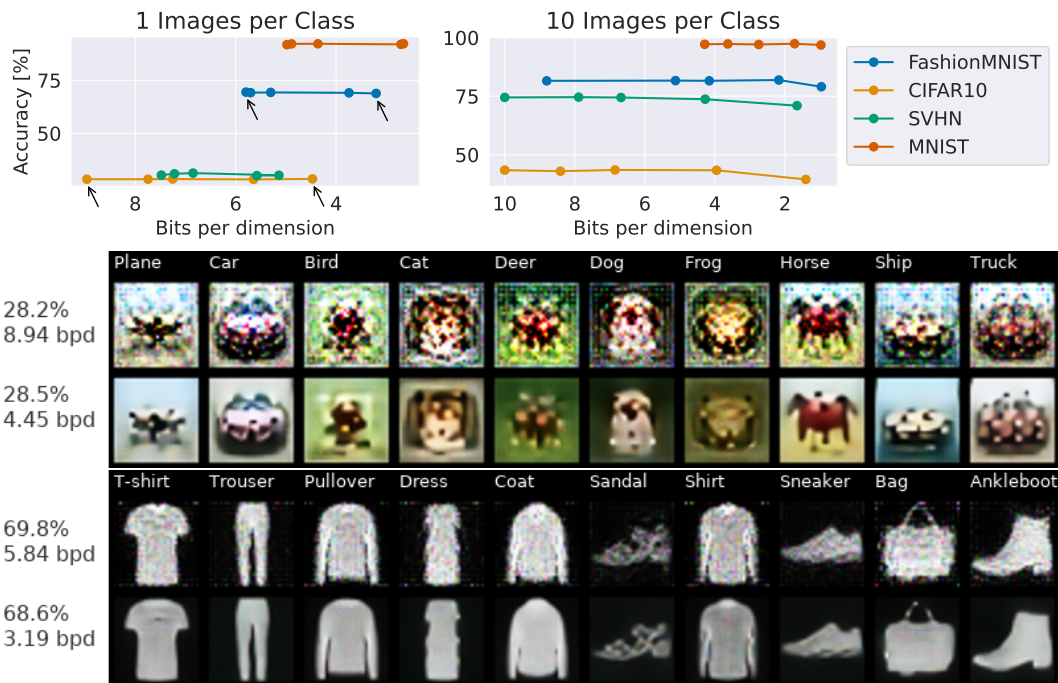 1 Images per Class
10 Images per Class
Accuracy [%]
75
50
8
6
4
Bits per dimension
100
75
50
10
8
6
4
2
Bits per dimension
FashionMNIST
CIFAR10
SVHN
MNIST
Plane Car Bird Cat Deer Dog Frog Horse Ship Truck
28.2%
8.94 bpd
28.5%
4.45 bpd
T-shirt Trouser Pullover Dress Coat Sandal Shirt Sneaker Bag Ankleboot
69.8%
5.84 bpd
68.6%
3.19 bpd